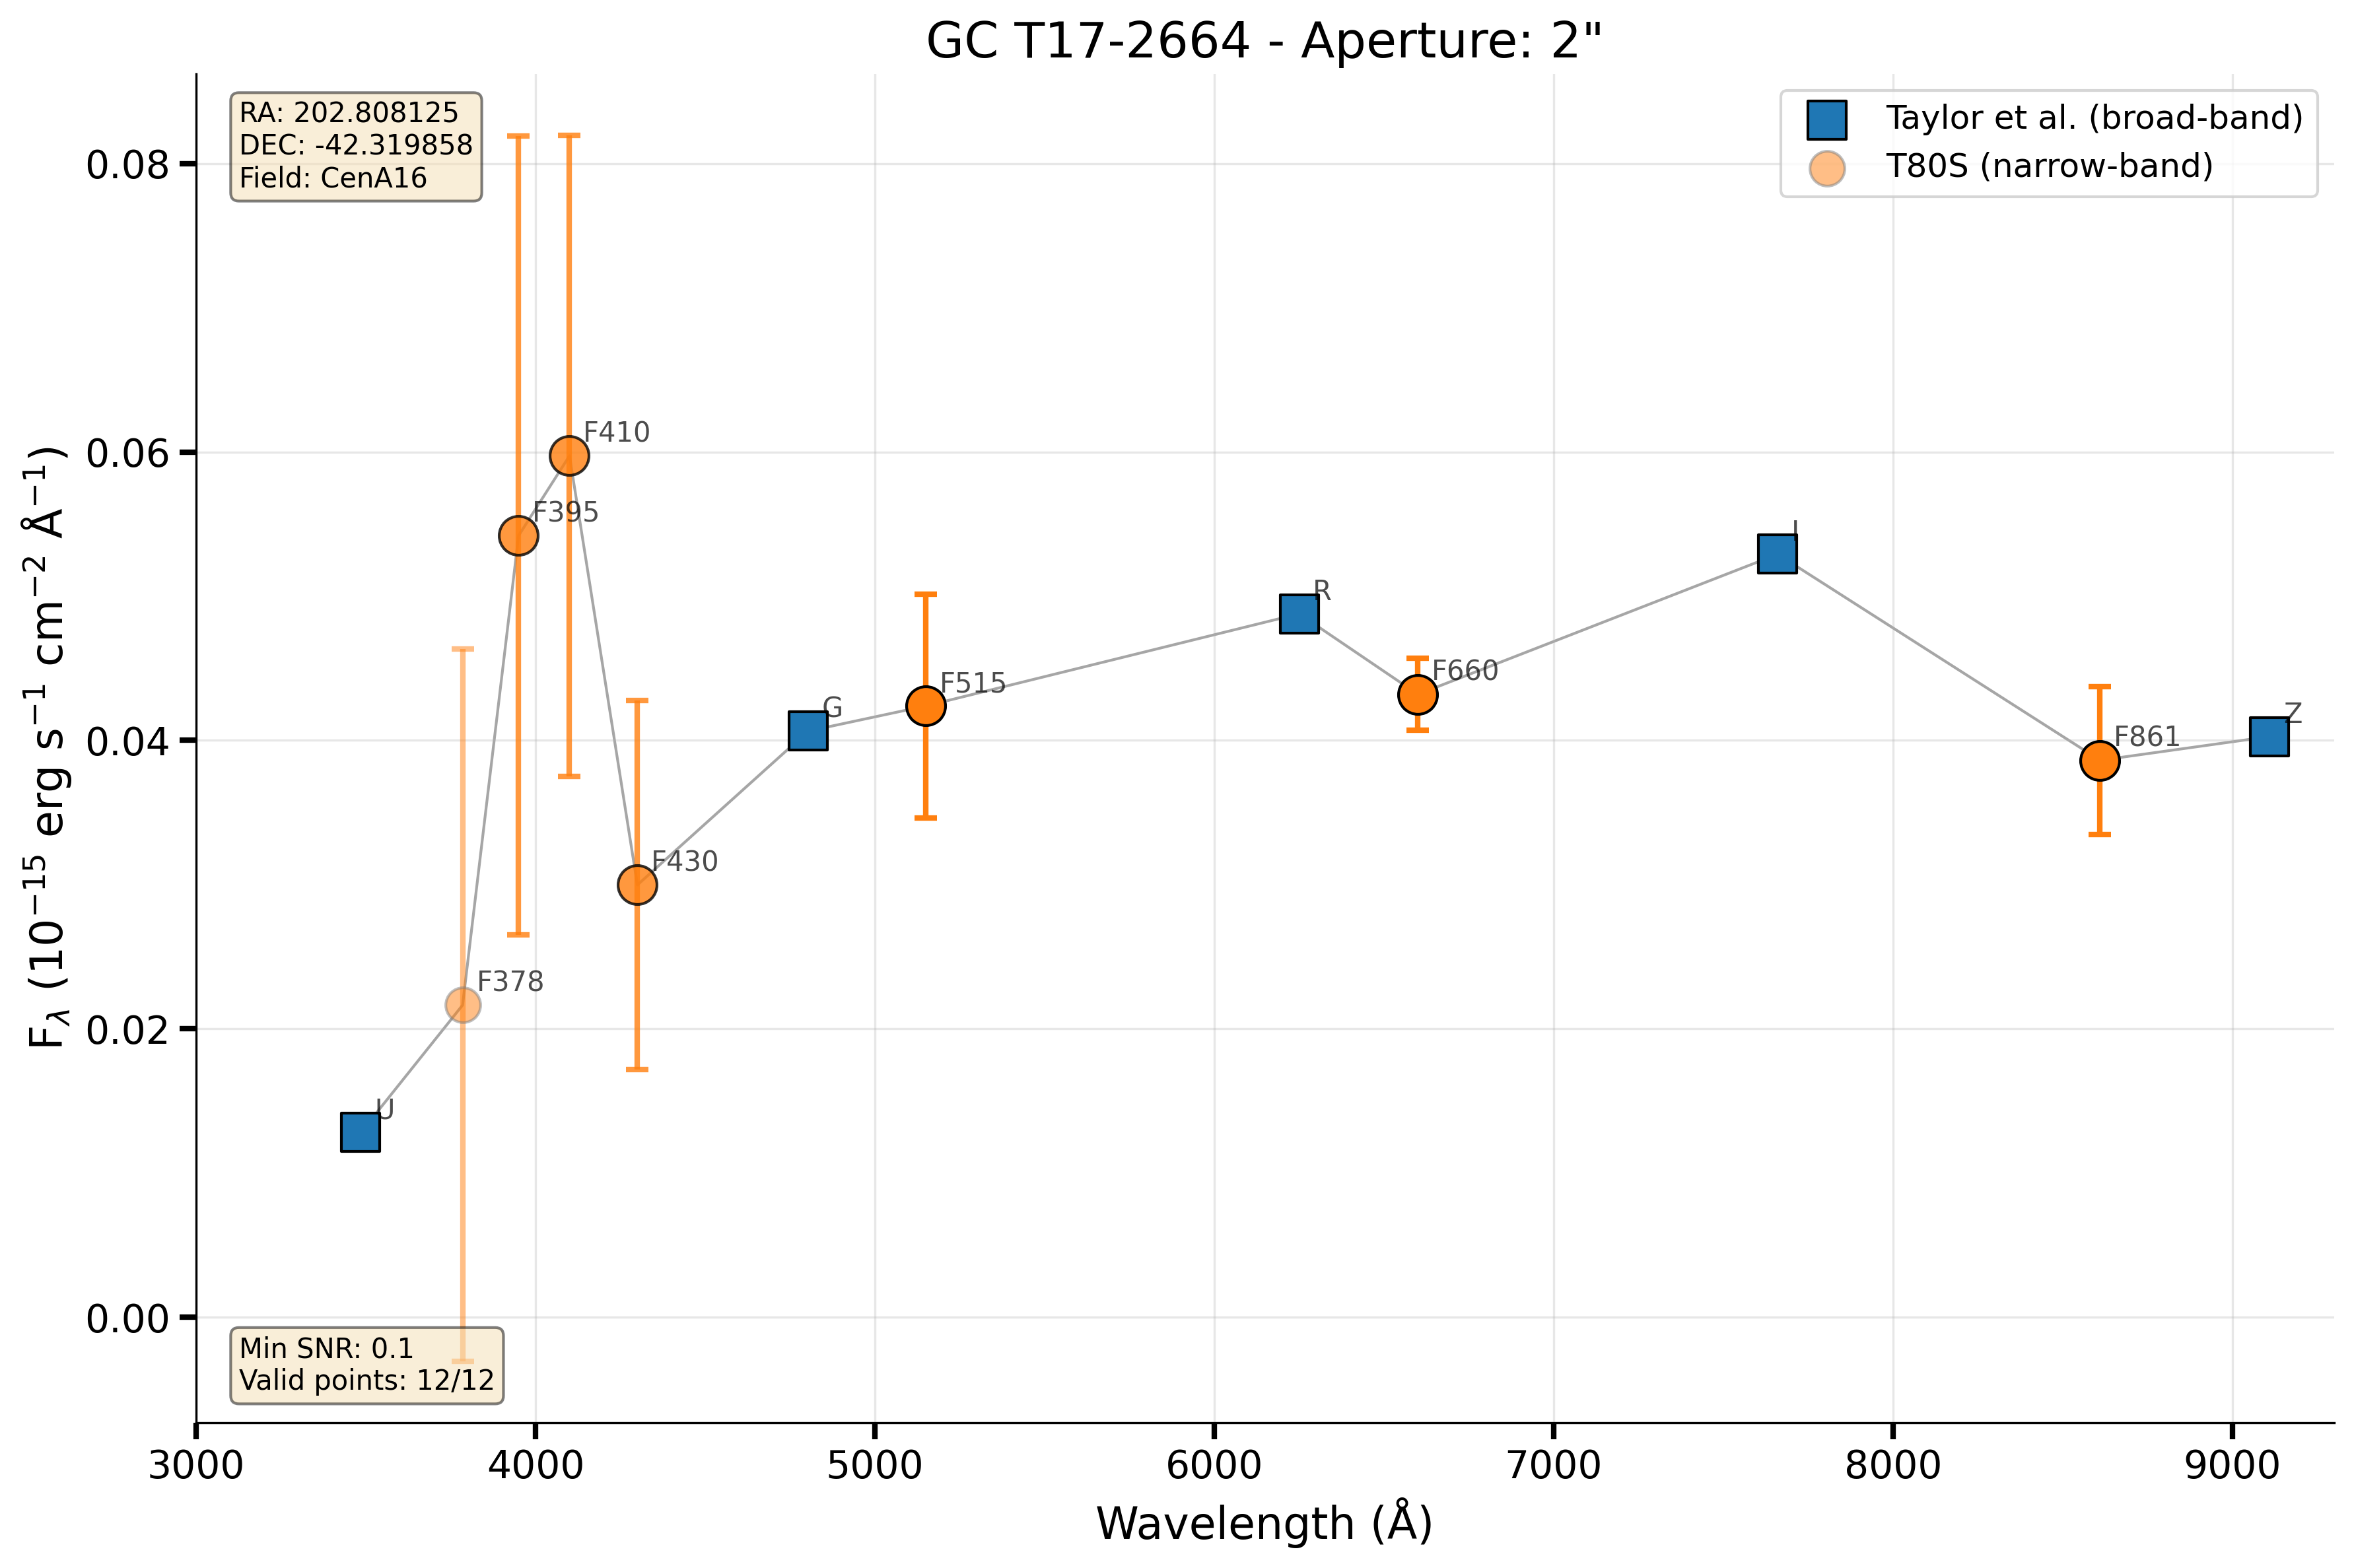 GC T17-2664 - Aperture: 2"
RA: 202.808125
DEC: -42.319858
Field: CenA16
Taylor et al. (broad-band)
T80S (narrow-band)
0.08
0.06
0.04
0.02
0.00
F$_λ$ (10$^{-15}$ erg s$^{-1}$ cm$^{-2}$ Å$^{-1}$)
F410
F395
I
R
F515
F660
G
Z
F861
F430
F378
U
Min SNR: 0.1
Valid points: 12/12
3000 4000 5000 6000 7000 8000 9000
Wavelength (Å)